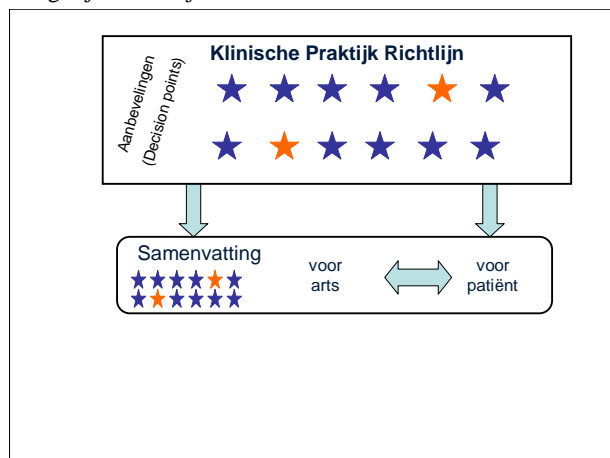 Klinische Praktijk Richtlijn
Aanbevelingen
(Decision points)
Samenvatting
voor
arts
voor
patiënt